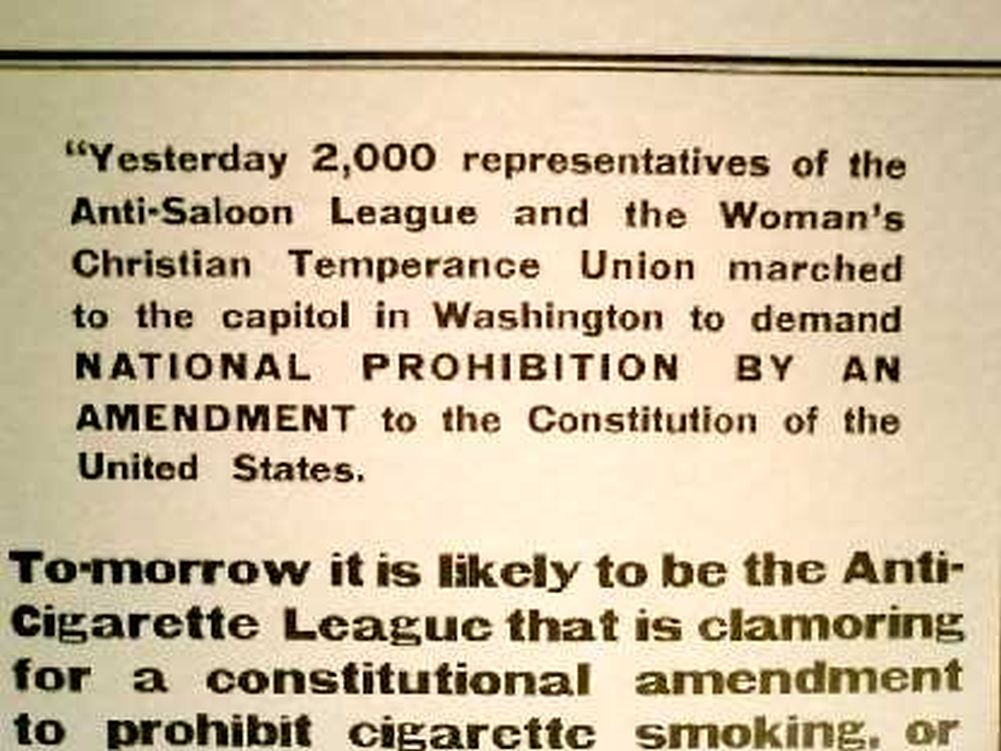 “Yesterday 2,000 representatives of the
Anti-Saloon League and the Woman's
Christian Temperance Union marched
to the capitol in Washington to demand
NATIONAL PROHIBITION BY AN
AMENDMENT to the Constitution of the
United States.
To-morrow it is likely to be the Anti-
Cigarette League that is clamoring
for a constitutional amendment
to prohibit cigarette smoking, or